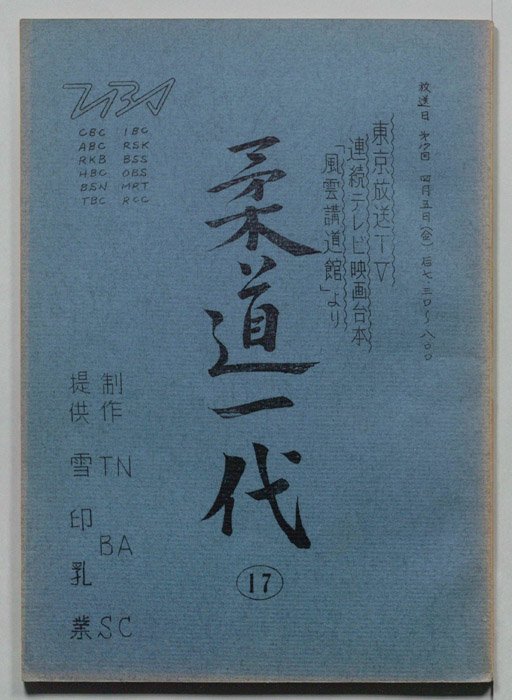 放送日 第17回 四月五日(金) 后七・三〇〜八・〇〇
東京放送TV
連続テレビ映画台本
「風雲講道館」より
柔道一代
17
CBC IBC
ABC RSK
RKB BSS
HBC OBS
BSN MRT
TBC RCC
制作 TBS
提供 雪印乳業